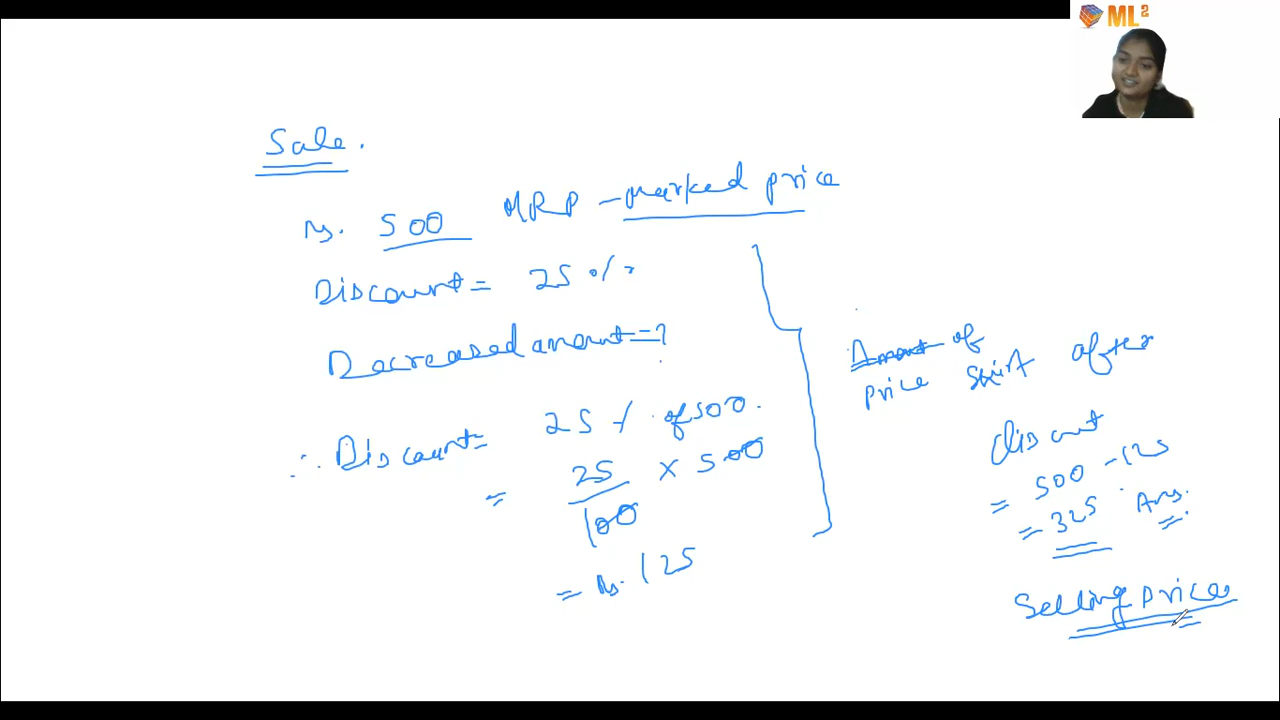 ML²
Sale.
Rs. 500 MRP - Marked price
Discount = 25 %
Decreased amount = ?
∴ Discount = 25 % of 500.
= 25/100 × 500
= Rs. 125
Amount of
price shirt after
discount
= 500 - 125
= 325 Ans.
Selling price